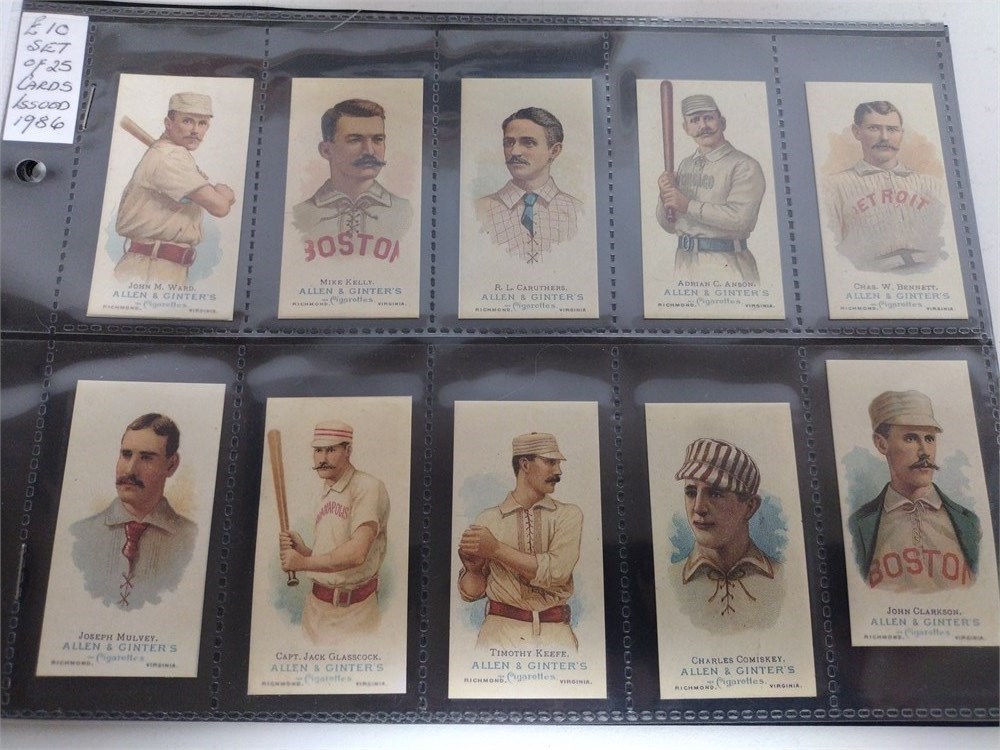 £10
SET
OF 25
CARDS
ISSUED
1986
JOHN M. WARD.
ALLEN & GINTER'S
Cigarettes
RICHMOND. VIRGINIA.
BOSTON
MIKE KELLY.
ALLEN & GINTER'S
Cigarettes
RICHMOND. VIRGINIA.
R. L. CARUTHERS.
ALLEN & GINTER'S
Cigarettes
RICHMOND. VIRGINIA.
ADRIAN C. ANSON.
ALLEN & GINTER'S
Cigarettes
RICHMOND. VIRGINIA.
DETROIT
CHAS. W. BENNETT.
ALLEN & GINTER'S
Cigarettes
RICHMOND. VIRGINIA.
JOSEPH MULVEY.
ALLEN & GINTER'S
Cigarettes
RICHMOND. VIRGINIA.
NAPOLIS
CAPT. JACK GLASSCOCK.
ALLEN & GINTER'S
Cigarettes
RICHMOND. VIRGINIA.
TIMOTHY KEEFE.
ALLEN & GINTER'S
Cigarettes
RICHMOND. VIRGINIA.
CHARLES COMISKEY.
ALLEN & GINTER'S
Cigarettes
RICHMOND. VIRGINIA.
BOSTON
JOHN CLARKSON.
ALLEN & GINTER'S
Cigarettes
RICHMOND. VIRGINIA.